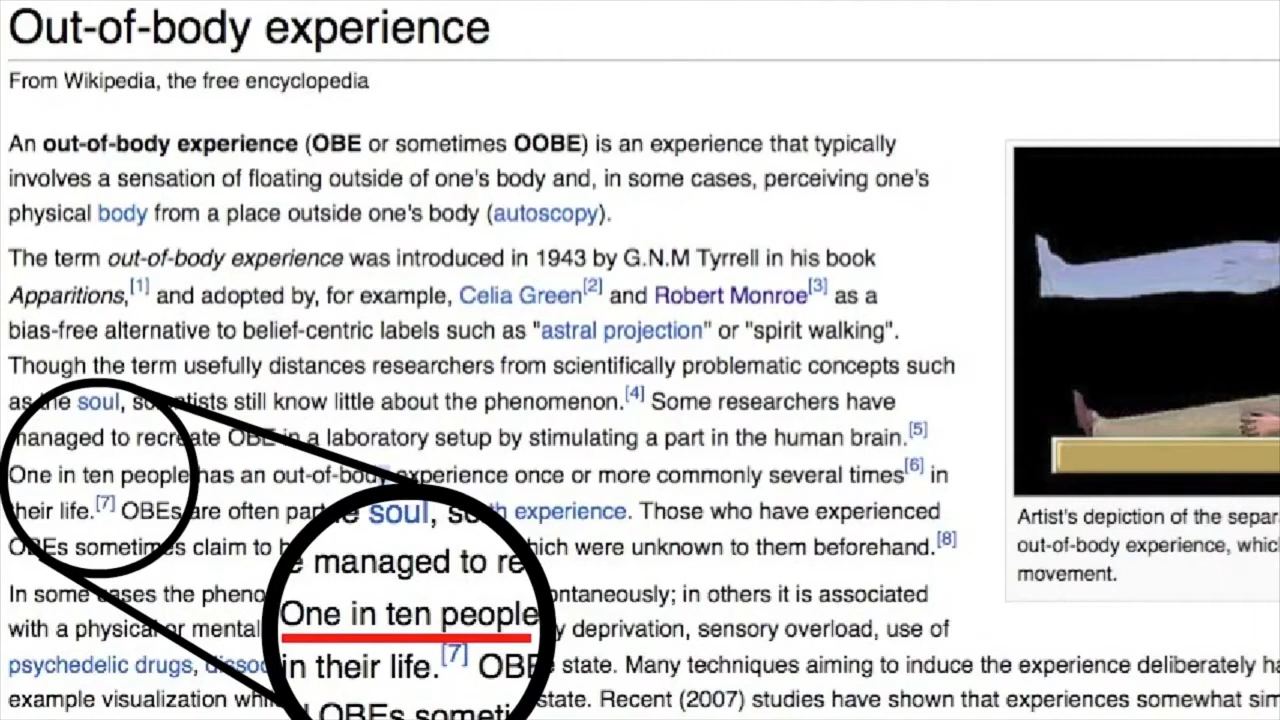 Out-of-body experience
From Wikipedia, the free encyclopedia
An out-of-body experience (OBE or sometimes OOBE) is an experience that typically
involves a sensation of floating outside of one's body and, in some cases, perceiving one's
physical body from a place outside one's body (autoscopy).
The term out-of-body experience was introduced in 1943 by G.N.M Tyrrell in his book
Apparitions,[1] and adopted by, for example, Celia Green[2] and Robert Monroe[3] as a
bias-free alternative to belief-centric labels such as "astral projection" or "spirit walking".
Though the term usefully distances researchers from scientifically problematic concepts such
as the soul, scientists still know little about the phenomenon.[4] Some researchers have
managed to recreate OBE in a laboratory setup by stimulating a part in the human brain.[5]
One in ten people has an out-of-body experience once or more commonly several times[6] in
their life.[7] OBEs are often part experience. Those who have experienced
OBEs sometimes claim to which were unknown to them beforehand.[8]
In some cases the spontaneously; in others it is associated
with a physical or mental deprivation, sensory overload, use of
psychedelic drugs, state. Many techniques aiming to induce the experience deliberately
example visualization state. Recent (2007) studies have shown that experiences somewhat
soul,
managed to
One in ten people
in their life.[7] OBE
OBEs
Artist's depiction of the
out-of-body experience,
movement.